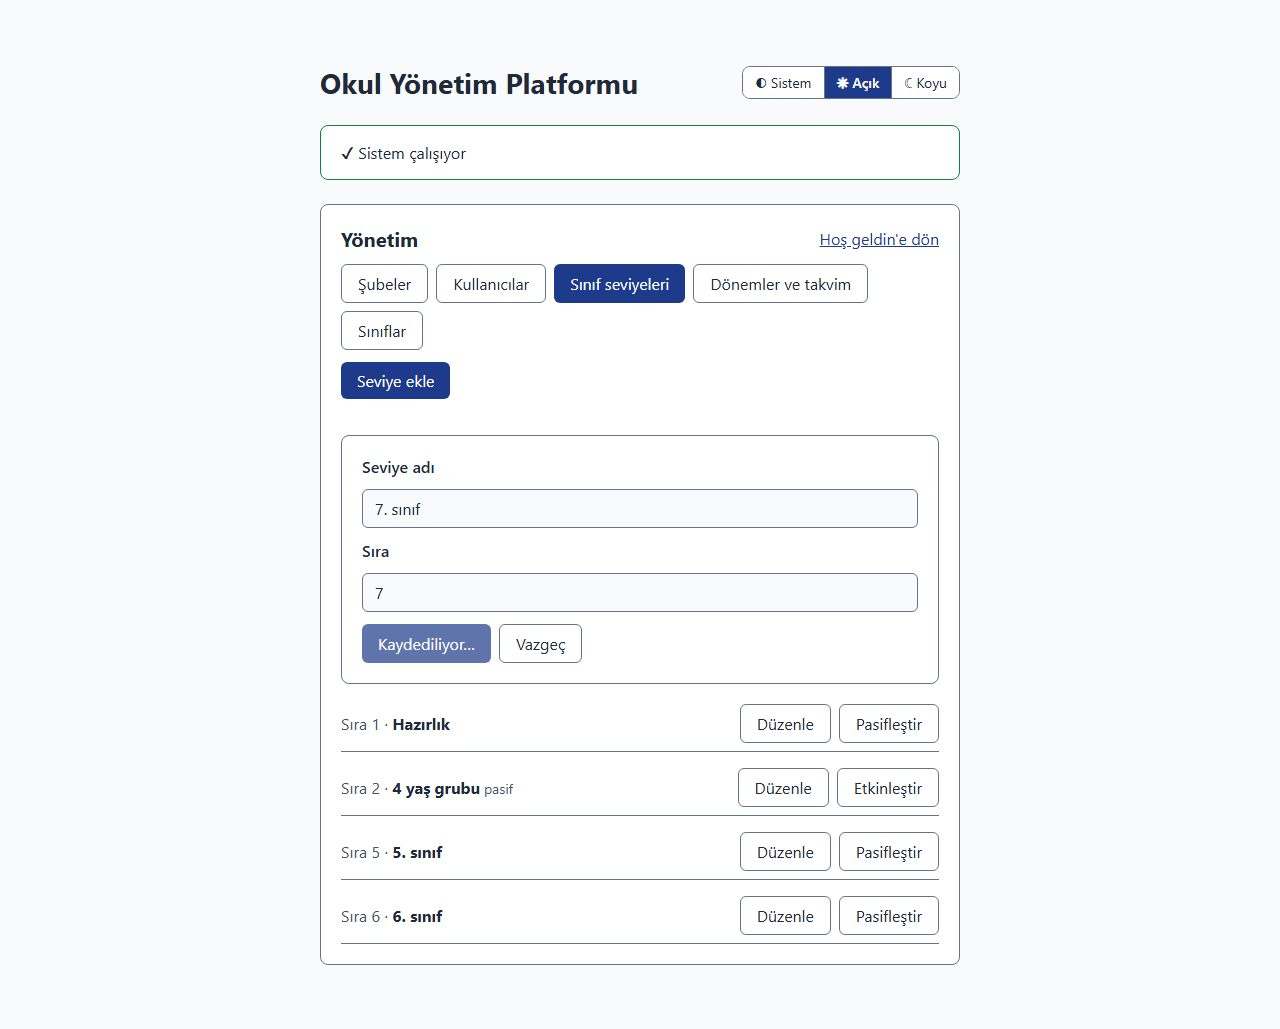 Okul Yönetim Platformu
◐ Sistem
❋ Açık
☾ Koyu
✓ Sistem çalışıyor
Yönetim
Hoş geldin'e dön
Şubeler
Kullanıcılar
Sınıf seviyeleri
Dönemler ve takvim
Sınıflar
Seviye ekle
Seviye adı
7. sınıf
Sıra
7
Kaydediliyor...
Vazgeç
Sıra 1 · Hazırlık
Düzenle
Pasifleştir
Sıra 2 · 4 yaş grubu pasif
Düzenle
Etkinleştir
Sıra 5 · 5. sınıf
Düzenle
Pasifleştir
Sıra 6 · 6. sınıf
Düzenle
Pasifleştir